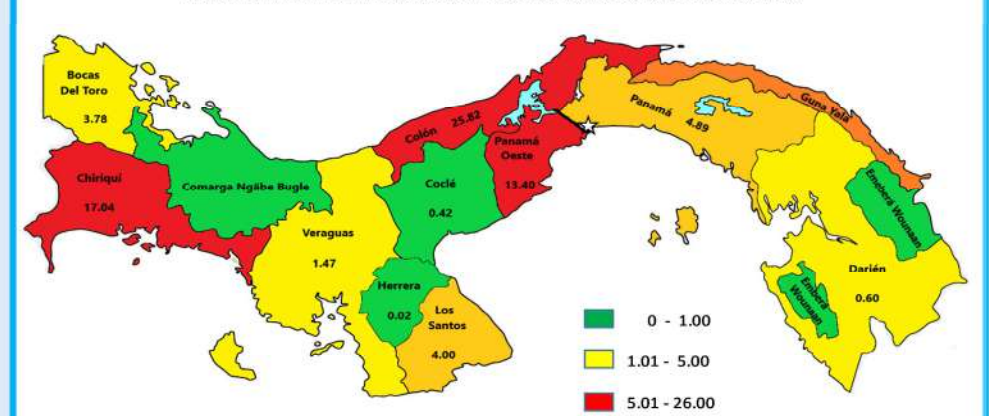 Bocas
Del Toro
3.78
Chiriquí
17.04
Comarga Ngäbe Bugle
Veraguas
1.47
Herrera
0.02
Los
Santos
4.00
Coclé
0.42
Colón 25.82
Panamá
Oeste
13.40
Panamá 4.89
Guna Yala
Emeberá Wounaan
Darién
0.60
Emberá
Wounaan
0 - 1.00
1.01 - 5.00
5.01 - 26.00